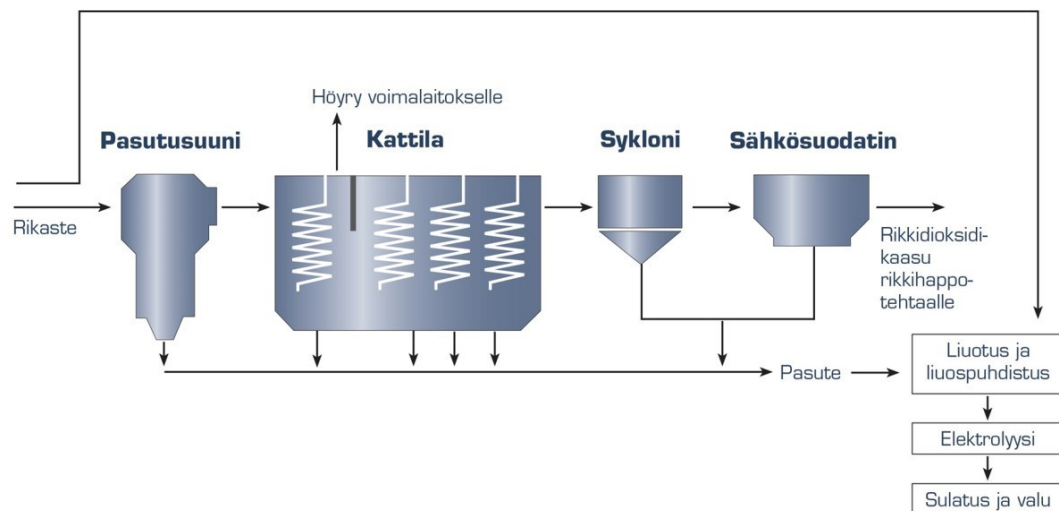 Höyry voimalaitokselle
Pasutusuuni
Kattila
Sykloni
Sähkösuodatin
Rikaste
Rikkidioksidi-
kaasu
rikkihappo-
tehtaalle
Pasute
Liuotus ja
liuospuhdistus
Elektrolyysi
Sulatus ja valu